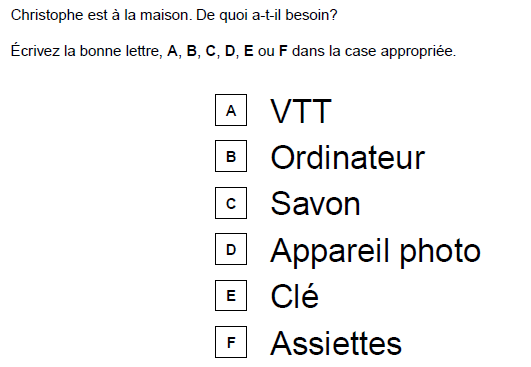 Christophe est à la maison. De quoi a-t-il besoin?
Écrivez la bonne lettre, A, B, C, D, E ou F dans la case appropriée.
A VTT
B Ordinateur
C Savon
D Appareil photo
E Clé
F Assiettes